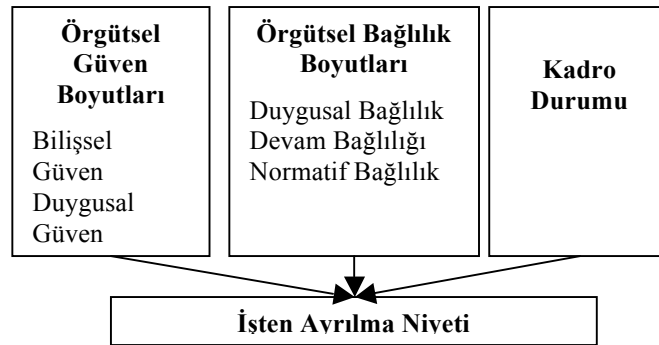 Örgütsel
Güven
Boyutları
Bilişsel
Güven
Duygusal
Güven
Örgütsel Bağlılık
Boyutları
Duygusal Bağlılık
Devam Bağlılığı
Normatif Bağlılık
Kadro
Durumu
İşten Ayrılma Niyeti